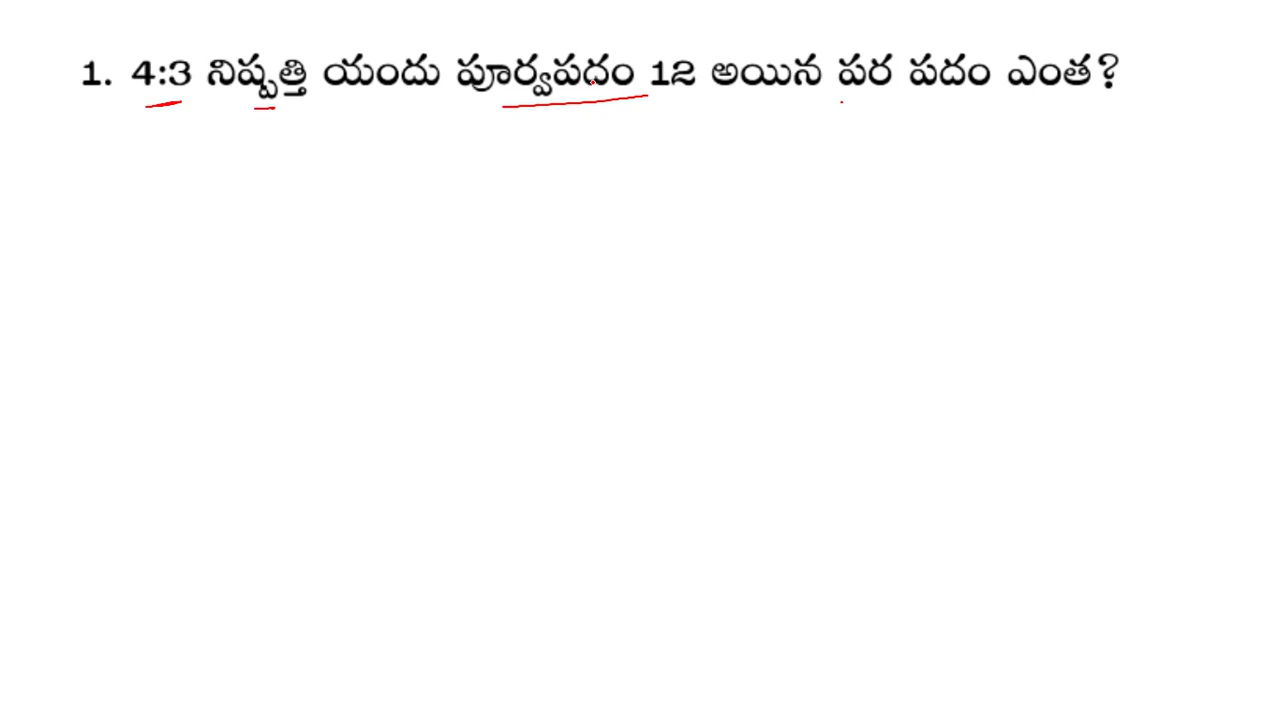 1. 4:3 నిష్పత్తి యందు పూర్వపదం 12 అయిన పర పదం ఎంత?